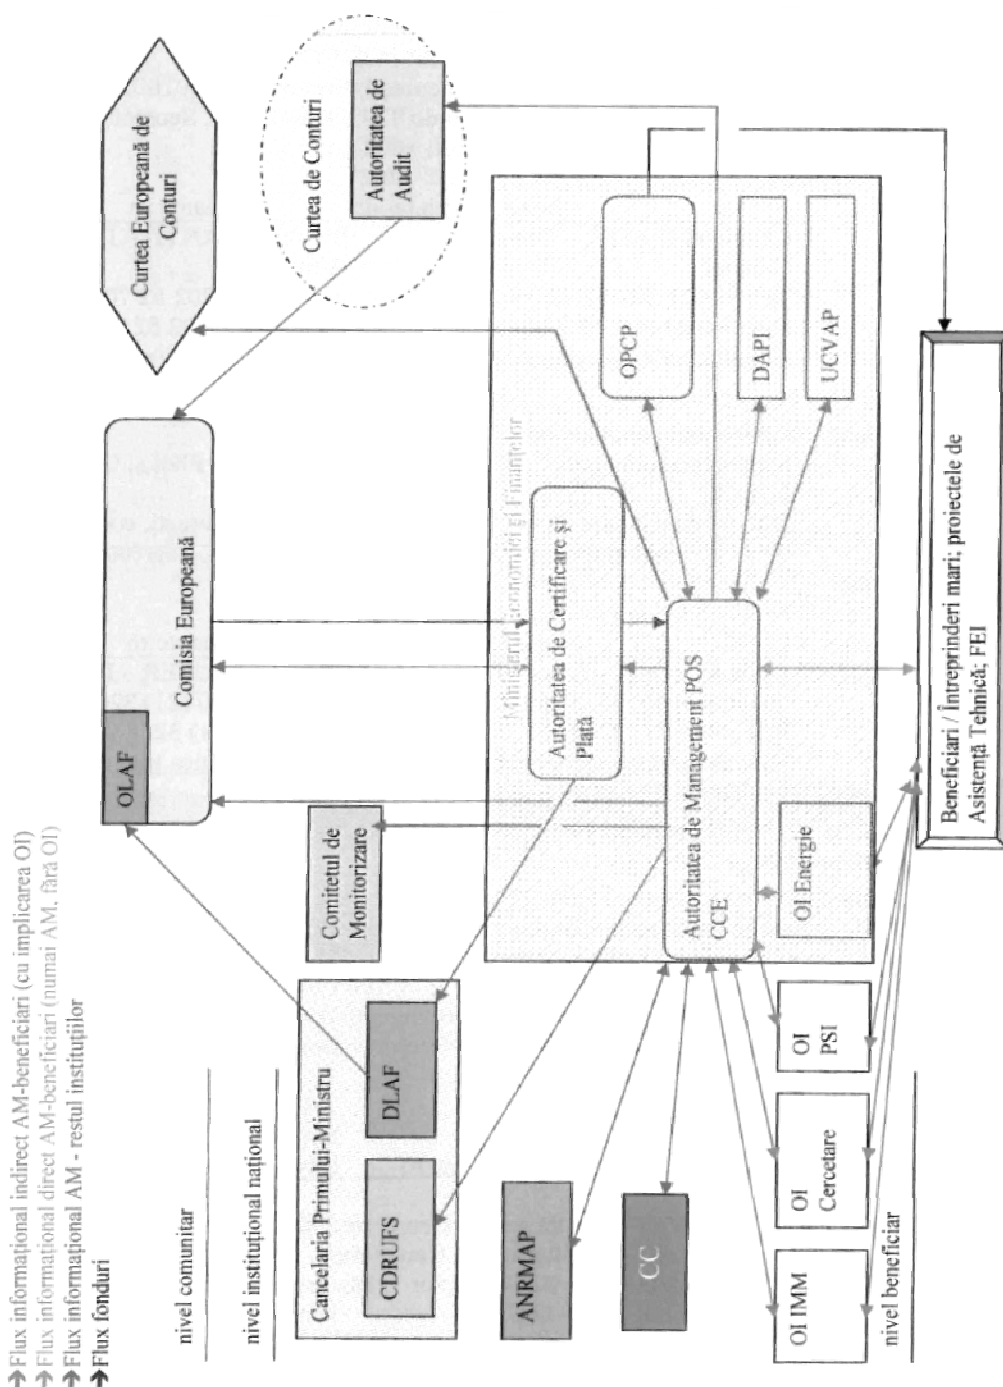 ➔Flux informațional indirect AM-beneficiari (cu implicarea OI)
➔Flux informațional direct AM-beneficiari (numai AM, fără OI)
➔Flux informațional AM - restul instituțiilor
➔Flux fonduri
nivel comunitar
nivel instituțional național
OLAF
Comisia Europeană
Curtea Europeană de
Conturi
Cancelaria Primului-Ministru
CDRUFS
DLAF
Comitetul de
Monitorizare
Curtea de Conturi
Autoritatea de
Audit
Ministerul Economiei și Finanțelor
ANRMAP
CC
Autoritatea de Certificare și
Plată
Autoritatea de Management POS
CCE
OPCP
DAPI
UCVAP
OI IMM
OI
Cercetare
OI
PSI
OI Energie
nivel beneficiar
Beneficiari / Întreprinderi mari; proiectele de
Asistență Tehnică; FEI